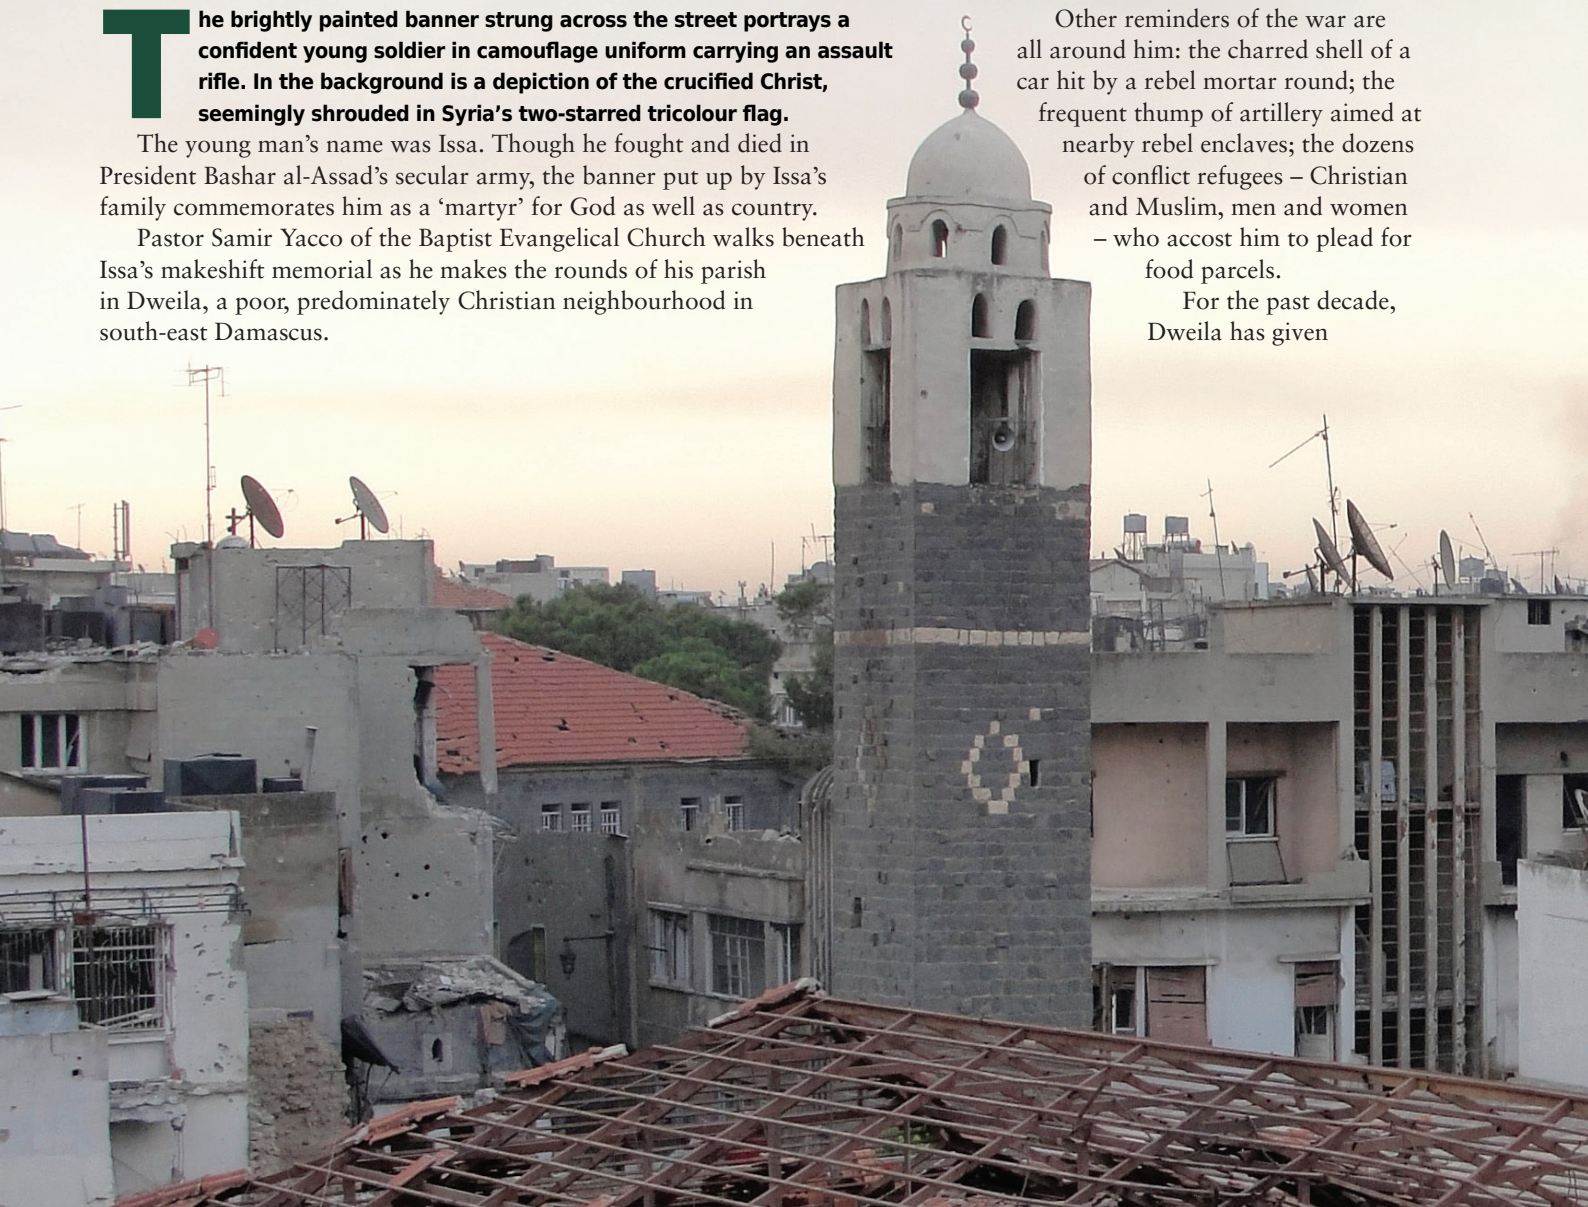 The brightly painted banner strung across the street portrays a
confident young soldier in camouflage uniform carrying an assault
rifle. In the background is a depiction of the crucified Christ,
seemingly shrouded in Syria's two-starred tricolour flag.
The young man's name was Issa. Though he fought and died in
President Bashar al-Assad's secular army, the banner put up by Issa's
family commemorates him as a 'martyr' for God as well as country.
Pastor Samir Yacco of the Baptist Evangelical Church walks beneath
Issa's makeshift memorial as he makes the rounds of his parish
in Dweila, a poor, predominately Christian neighbourhood in
south-east Damascus.
Other reminders of the war are
all around him: the charred shell of a
car hit by a rebel mortar round; the
frequent thump of artillery aimed at
nearby rebel enclaves; the dozens
of conflict refugees – Christian
and Muslim, men and women
– who accost him to plead for
food parcels.
For the past decade,
Dweila has given